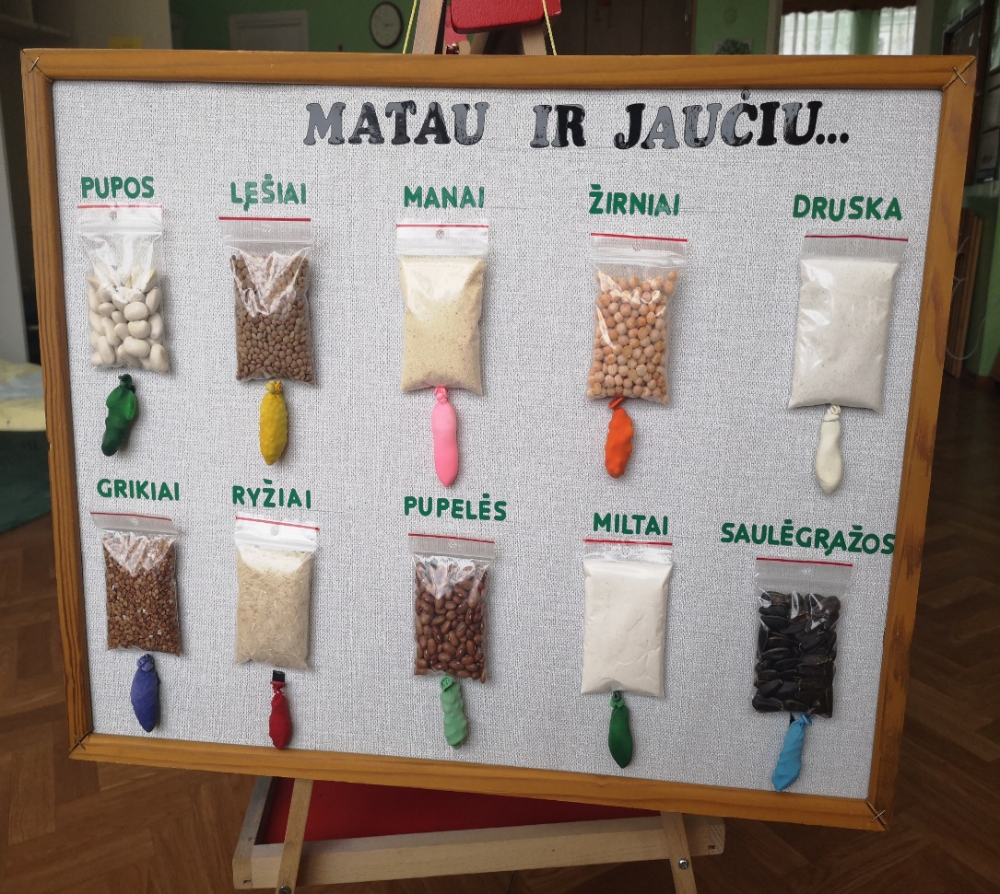 MATAU IR JAUČIU...
PUPOS
LĘŠIAI
MANAI
ŽIRNIAI
DRUSKA
GRIKIAI
RYŽIAI
PUPELĖS
MILTAI
SAULĖGRĄŽOS